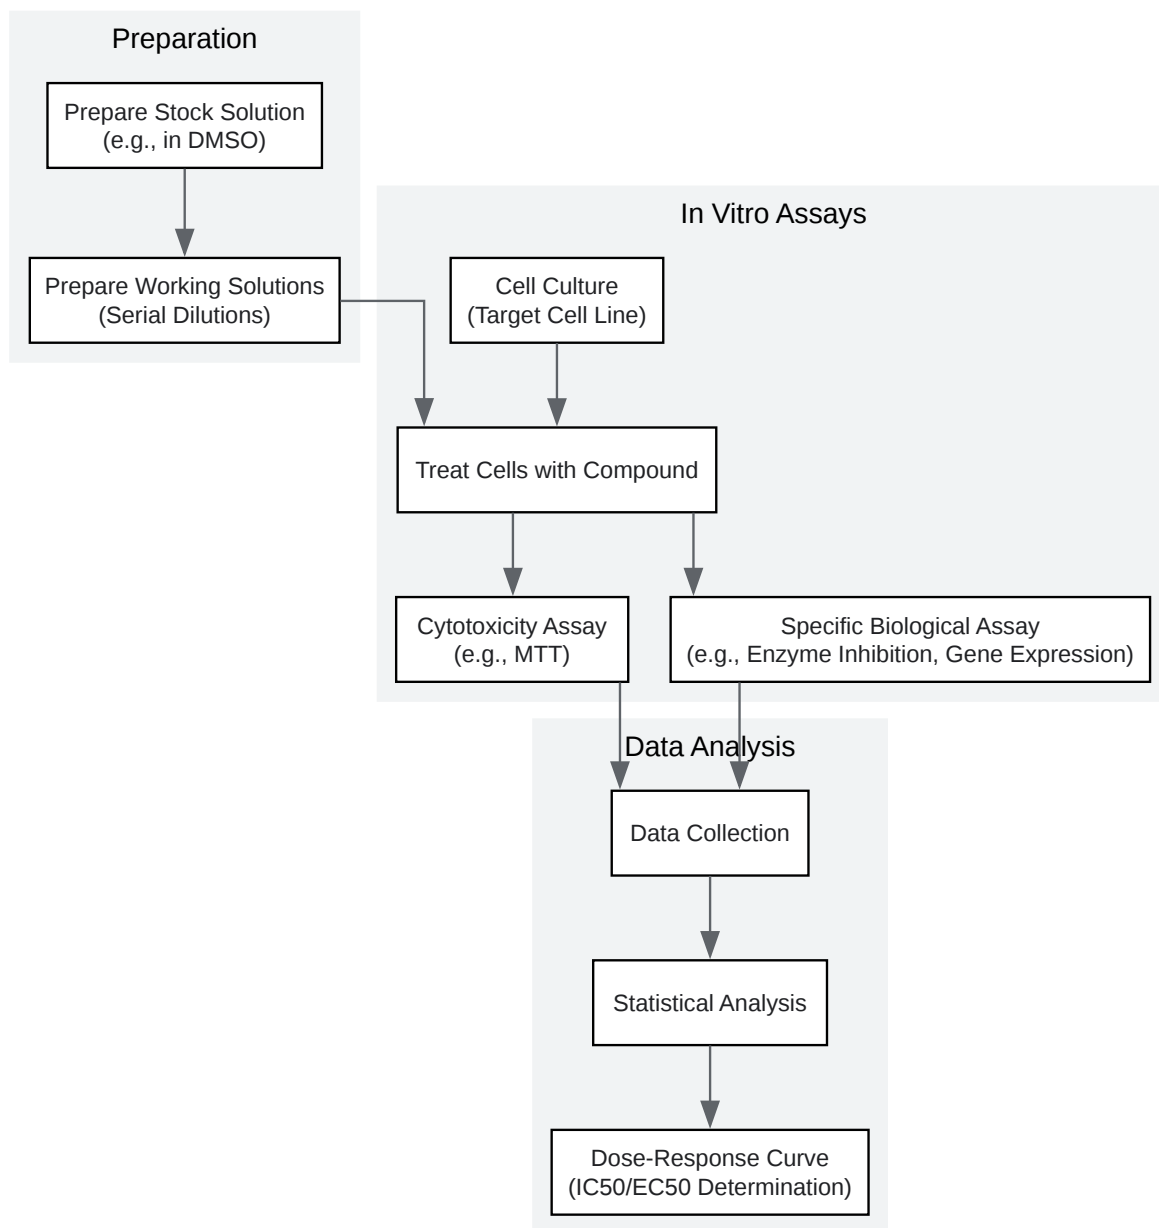 Preparation
Prepare Stock Solution
(e.g., in DMSO)
Prepare Working Solutions
(Serial Dilutions)
In Vitro Assays
Cell Culture
(Target Cell Line)
Treat Cells with Compound
Cytotoxicity Assay
(e.g., MTT)
Specific Biological Assay
(e.g., Enzyme Inhibition, Gene Expression)
Data Analysis
Data Collection
Statistical Analysis
Dose-Response Curve
(IC50/EC50 Determination)